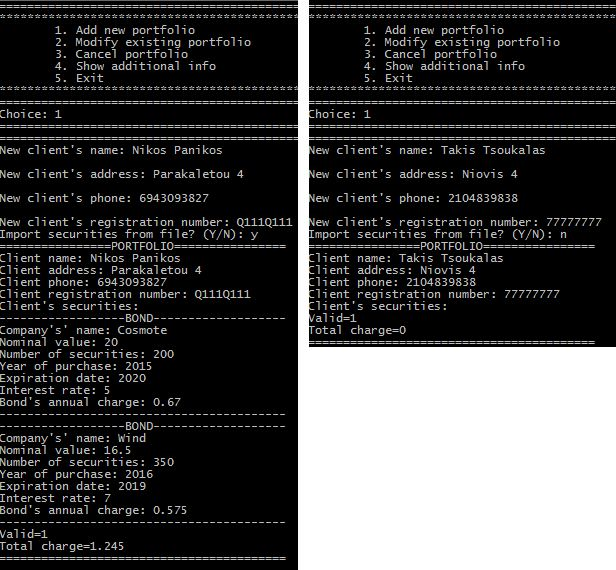 ==========================================
******************************************
1. Add new portfolio
2. Modify existing portfolio
3. Cancel portfolio
4. Show additional info
5. Exit
******************************************
==========================================
Choice: 1
==========================================
==========================================
New client's name: Nikos Panikos
New client's address: Parakaletou 4
New client's phone: 6943093827
New client's registration number: Q111Q111
Import securities from file? (Y/N): y
================PORTFOLIO================
Client name: Nikos Panikos
Client address: Parakaletou 4
Client phone: 6943093827
Client registration number: Q111Q111
Client's securities:
------------------BOND-------------------
Company's' name: Cosmote
Nominal value: 20
Number of securities: 200
Year of purchase: 2015
Expiration date: 2020
Interest rate: 5
Bond's annual charge: 0.67
-----------------------------------------
------------------BOND-------------------
Company's' name: Wind
Nominal value: 16.5
Number of securities: 350
Year of purchase: 2016
Expiration date: 2019
Interest rate: 7
Bond's annual charge: 0.575
-----------------------------------------
Valid=1
Total charge=1.245
=========================================
==========================================
******************************************
1. Add new portfolio
2. Modify existing portfolio
3. Cancel portfolio
4. Show additional info
5. Exit
******************************************
==========================================
Choice: 1
==========================================
==========================================
New client's name: Takis Tsoukalas
New client's address: Niovis 4
New client's phone: 2104839838
New client's registration number: 77777777
Import securities from file? (Y/N): n
================PORTFOLIO================
Client name: Takis Tsoukalas
Client address: Niovis 4
Client phone: 2104839838
Client registration number: 77777777
Client's securities:
Valid=1
Total charge=0
=========================================